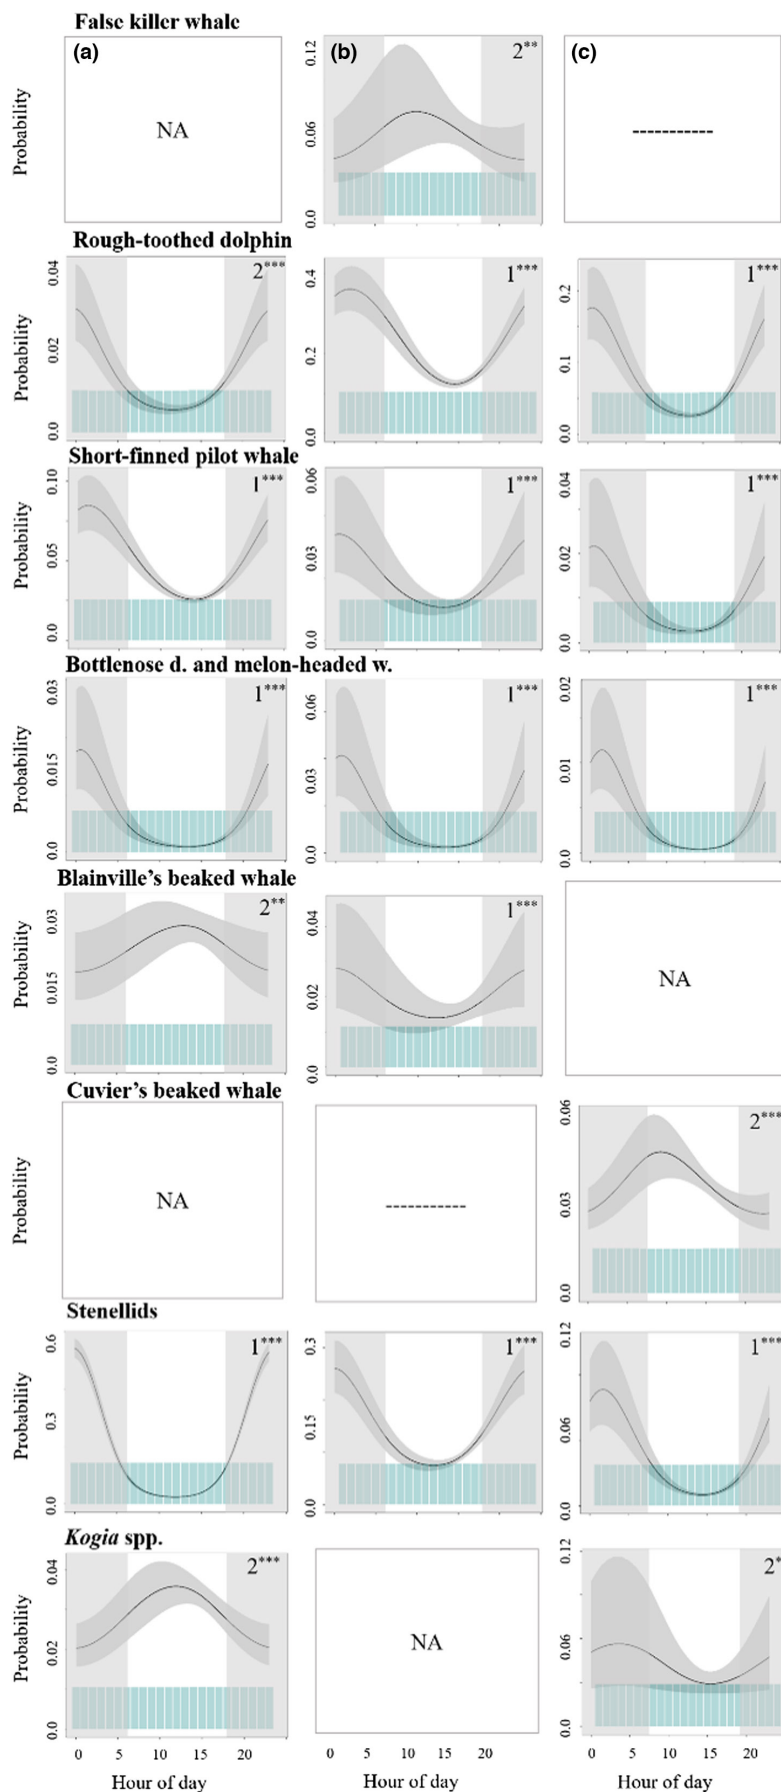 False killer whale
(a) (b) (c)
Probability
NA
0.12
0.06
0.0
2**
Rough-toothed dolphin
Probability
0.04
0.02
0.0
2***
0.4
0.2
0.0
1***
0.2
0.1
0.0
1***
Short-finned pilot whale
Probability
0.10
0.05
0.0
1***
0.06
0.03
0.0
1***
0.04
0.02
0.0
1***
Bottlenose d. and melon-headed w.
Probability
0.03
0.015
0.0
1***
0.06
0.03
0.0
1***
0.02
0.01
0.0
1***
Blainville's beaked whale
Probability
0.03
0.015
0.0
2**
0.04
0.02
0.0
1***
NA
Cuvier's beaked whale
Probability
NA
0.06
0.03
0.0
2***
Stenellids
Probability
0.6
0.3
0.0
1***
0.3
0.15
0.0
1***
0.12
0.06
0.0
1***
Kogia spp.
Probability
0.04
0.02
0.0
2***
NA
0.12
0.06
0.0
2*
0 5 10 15 20
0 5 10 15 20
0 5 10 15 20
Hour of day
Hour of day
Hour of day